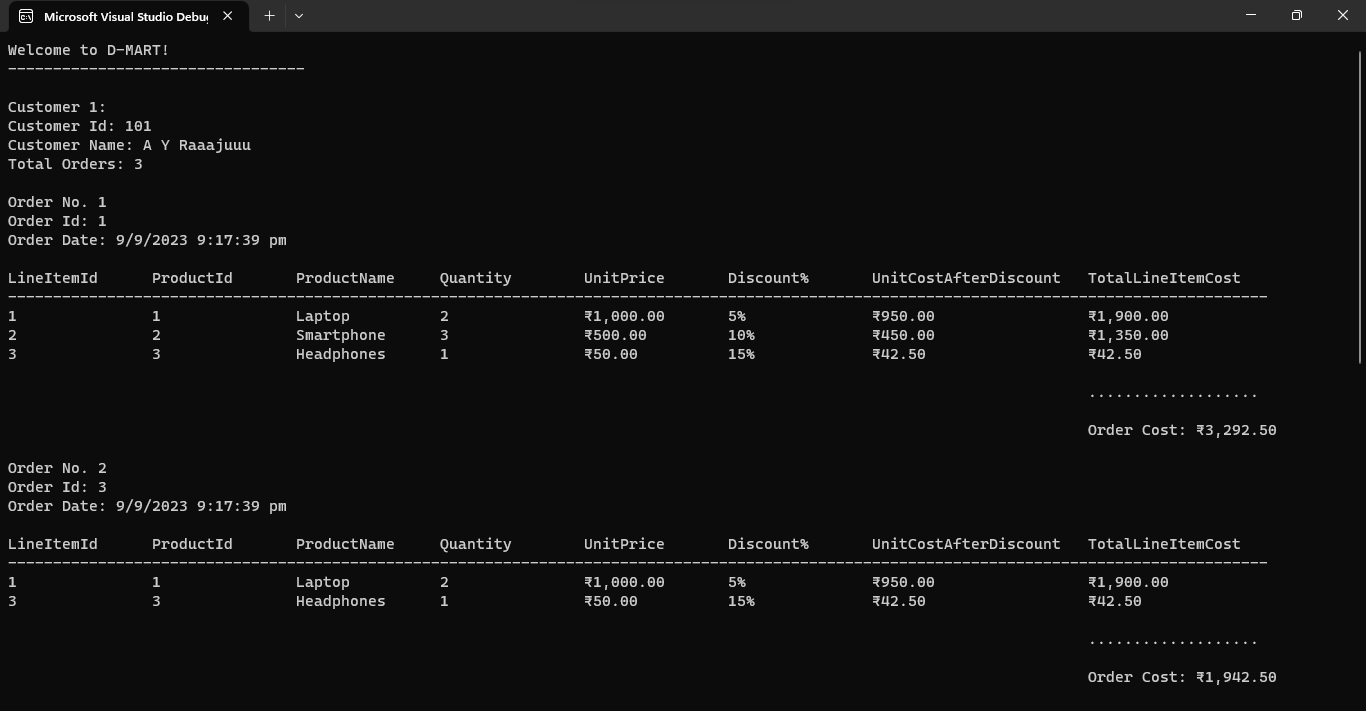 Microsoft Visual Studio Debu
Welcome to D-MART!
---------------------------------
Customer 1:
Customer Id: 101
Customer Name: A Y Raaajuuu
Total Orders: 3
Order No. 1
Order Id: 1
Order Date: 9/9/2023 9:17:39 pm
LineItemId ProductId ProductName Quantity UnitPrice Discount% UnitCostAfterDiscount TotalLineItemCost
--------------------------------------------------------------------------------------------------------------------------------------------
1 1 Laptop 2 ₹1,000.00 5% ₹950.00 ₹1,900.00
2 2 Smartphone 3 ₹500.00 10% ₹450.00 ₹1,350.00
3 3 Headphones 1 ₹50.00 15% ₹42.50 ₹42.50
...................
Order Cost: ₹3,292.50
Order No. 2
Order Id: 3
Order Date: 9/9/2023 9:17:39 pm
LineItemId ProductId ProductName Quantity UnitPrice Discount% UnitCostAfterDiscount TotalLineItemCost
--------------------------------------------------------------------------------------------------------------------------------------------
1 1 Laptop 2 ₹1,000.00 5% ₹950.00 ₹1,900.00
3 3 Headphones 1 ₹50.00 15% ₹42.50 ₹42.50
...................
Order Cost: ₹1,942.50